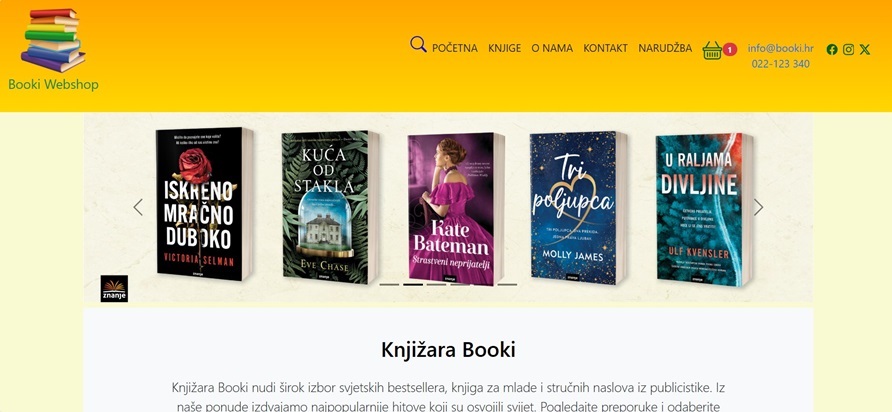 Booki Webshop
POČETNA KNJIGE O NAMA KONTAKT NARUDŽBA
1
info@booki.hr
022-123 340
ISKRENO
MRAČNO
DUBOKO
VICTORIA SELMAN
KUĆA
OD
STAKLA
EVE CHASE
Kate
Bateman
Strastveni neprijatelji
Tri
poljupca
MOLLY JAMES
U RALJAMA
DIVLJINE
ULF KVENSLER
znanje
Knjižara Booki
Knjižara Booki nudi širok izbor svjetskih bestsellera, knjiga za mlade i stručnih naslova iz publicistike. Iz
naše ponude izdvajamo najpopularnije hitove koji su osvojili svijet. Pogledajte preporuke i odaberite